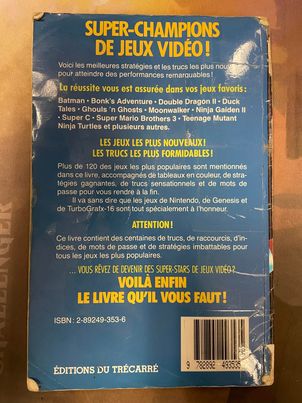 SUPER-CHAMPIONS
DE JEUX VIDÉO !
Voici les meilleures stratégies et les trucs les plus nouveaux
pour atteindre des performances remarquables !
La réussite vous est assurée dans vos jeux favoris :
Batman • Bonk's Adventure • Double Dragon II • Duck
Tales • Ghouls 'n Ghosts • Moonwalker • Ninja Gaiden II
• Super C • Super Mario Brothers 3 • Teenage Mutant
Ninja Turtles et plusieurs autres.
LES JEUX LES PLUS NOUVEAUX!
LES TRUCS LES PLUS FORMIDABLES !
Plus de 120 des jeux les plus populaires sont mentionnés
dans ce livre, accompagnés de tableaux en couleur, de stra-
tégies gagnantes, de trucs sensationnels et de mots de
passe pour vous rendre à la fin.
Il va sans dire que les jeux de Nintendo, de Genesis et
de TurboGrafx-16 sont tout spécialement à l'honneur.
ATTENTION !
Ce livre contient des centaines de trucs, de raccourcis, d'in-
dices, de mots de passe et de stratégies imbattables pour
tous les jeux les plus populaires.
... VOUS RÊVEZ DE DEVENIR DES SUPER-STARS DE JEUX VIDÉO ?
VOILÀ ENFIN
LE LIVRE QU'IL VOUS FAUT !
ISBN : 2-89249-353-6
9 782892 493535
ÉDITIONS DU TRÉCARRÉ